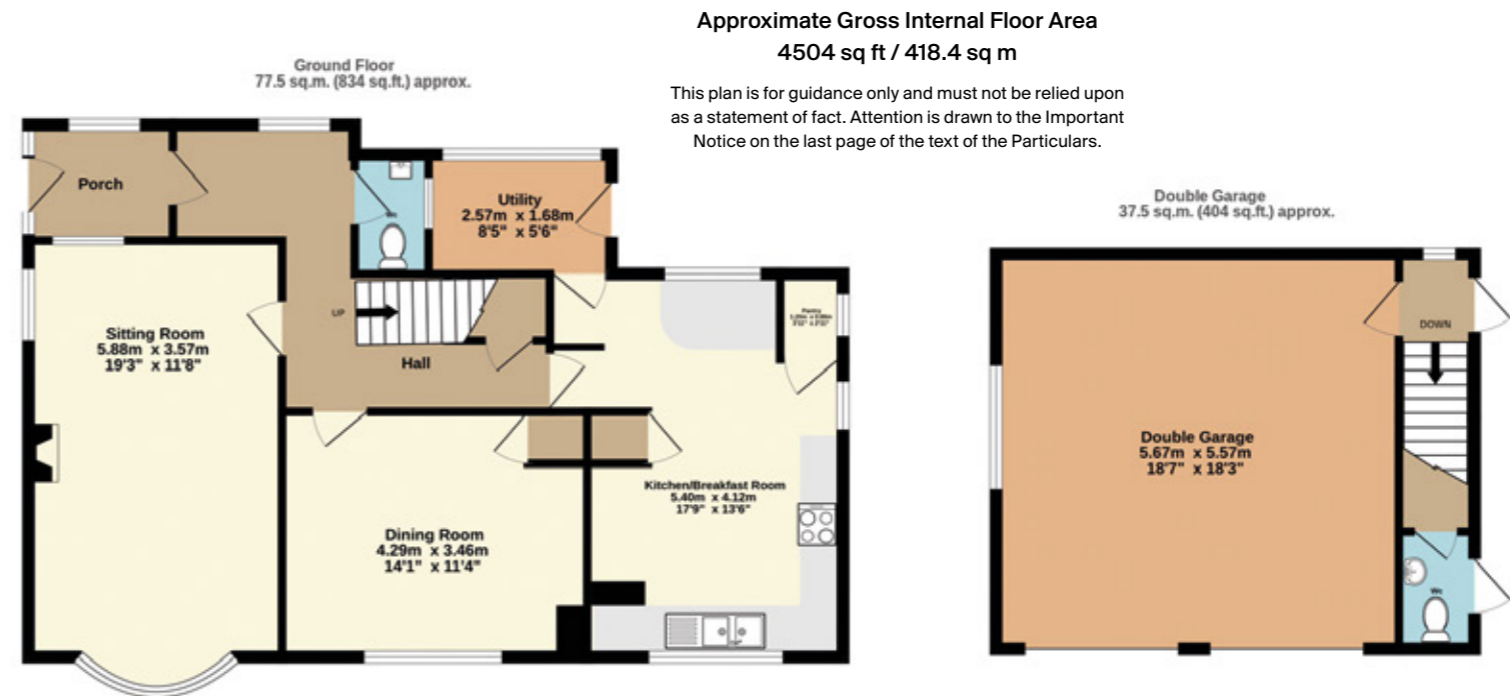 Approximate Gross Internal Floor Area
4504 sq ft / 418.4 sq m
This plan is for guidance only and must not be relied upon
as a statement of fact. Attention is drawn to the Important
Notice on the last page of the text of the Particulars.
Ground Floor
77.5 sq.m. (834 sq.ft.) approx.
Porch
Wc
Utility
2.57m x 1.68m
8'5" x 5'6"
Sitting Room
5.88m x 3.57m
19'3" x 11'8"
UP
Hall
Pantry
Dining Room
4.29m x 3.46m
14'1" x 11'4"
Kitchen/Breakfast Room
5.40m x 4.12m
17'9" x 13'6"
Double Garage
37.5 sq.m. (404 sq.ft.) approx.
DOWN
Double Garage
5.67m x 5.57m
18'7" x 18'3"
Wc